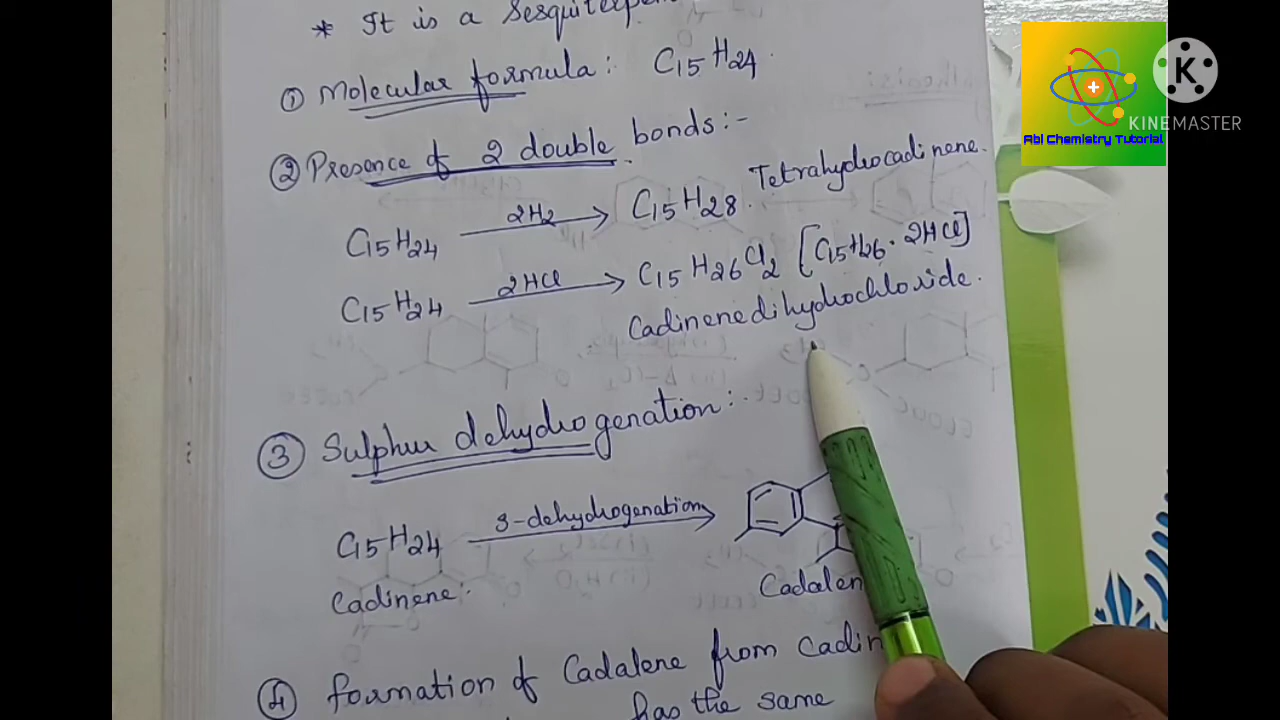 * It is a Sesquiterpen
① Molecular formula: C15H24.
② Presence of 2 double bonds:-
C15H24 2H2 → C15H28. Tetrahydrocadinene.
C15H24 2HCl → C15H26Cl2 [C15H26.2HCl]
Cadinenedihydrochloride.
③ Sulphur dehydrogenation:-
C15H24 S-dehydrogenation →
Cadinene. Cadalen
④ formation of Cadalene from Cadin
has the same
Abi Chemistry Tutorial
K
KINEMASTER